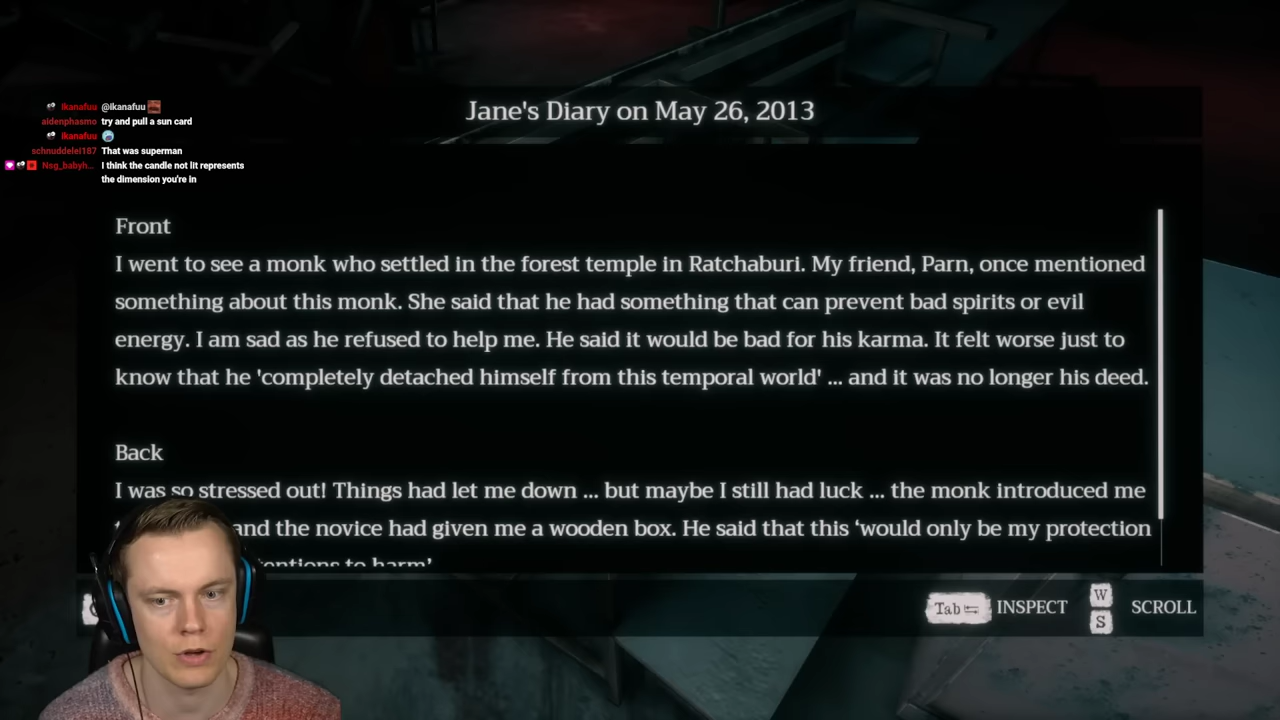 Jane's Diary on May 26, 2013
Ikanafuu @Ikanafuu
aidenphasmo try and pull a sun card
Ikanafuu
schnuddelei187 That was superman
Nsg_babyh... I think the candle not lit represents
the dimension you're in
Front
I went to see a monk who settled in the forest temple in Ratchaburi. My friend, Parn, once mentioned
something about this monk. She said that he had something that can prevent bad spirits or evil
energy. I am sad as he refused to help me. He said it would be bad for his karma. It felt worse just to
know that he 'completely detached himself from this temporal world' ... and it was no longer his deed.
Back
I was so stressed out! Things had let me down ... but maybe I still had luck ... the monk introduced me
and the novice had given me a wooden box. He said that this ‘would only be my protection
to harm’
Tab INSPECT W S SCROLL